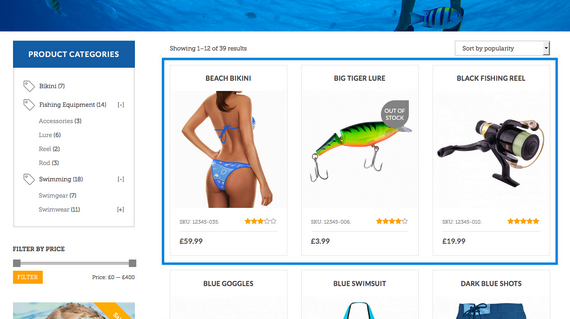 PRODUCT CATEGORIES
Bikini (7)
Fishing Equipment (14) [-]
Accessories (3)
Lure (6)
Reel (2)
Rod (3)
Swimming (18) [-]
Swimgear (7)
Swimwear (11) [+]
FILTER BY PRICE
FILTER
Price: £0 — £400
Showing 1–12 of 39 results
Sort by popularity
BEACH BIKINI
SKU: 12345-035.
£59.99
BIG TIGER LURE
OUT OF
STOCK
SKU: 12345-006.
£3.99
BLACK FISHING REEL
SKU: 12345-010.
£19.99
BLUE GOGGLES
BLUE SWIMSUIT
DARK BLUE SHOTS